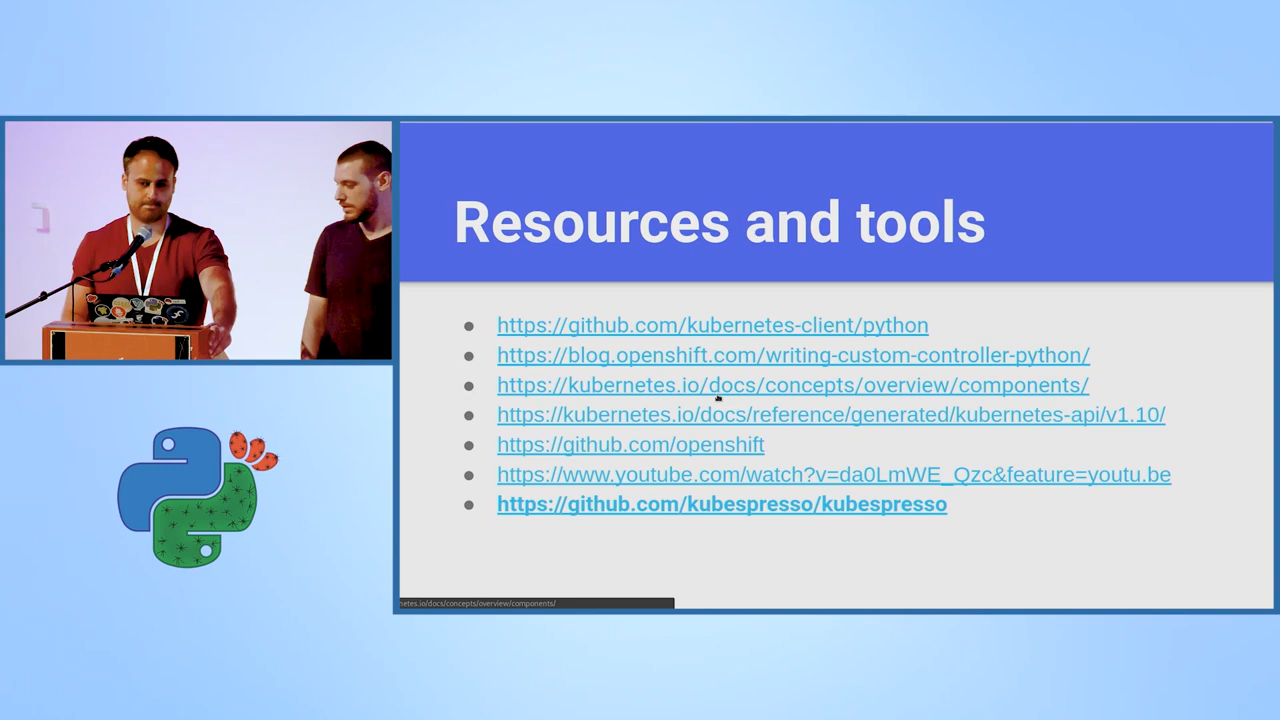 Resources and tools
https://github.com/kubernetes-client/python
https://blog.openshift.com/writing-custom-controller-python/
https://kubernetes.io/docs/concepts/overview/components/
https://kubernetes.io/docs/reference/generated/kubernetes-api/v1.10/
https://github.com/openshift
https://www.youtube.com/watch?v=da0LmWE_Qzc&feature=youtu.be
https://github.com/kubespresso/kubespresso
netes.io/docs/concepts/overview/components/